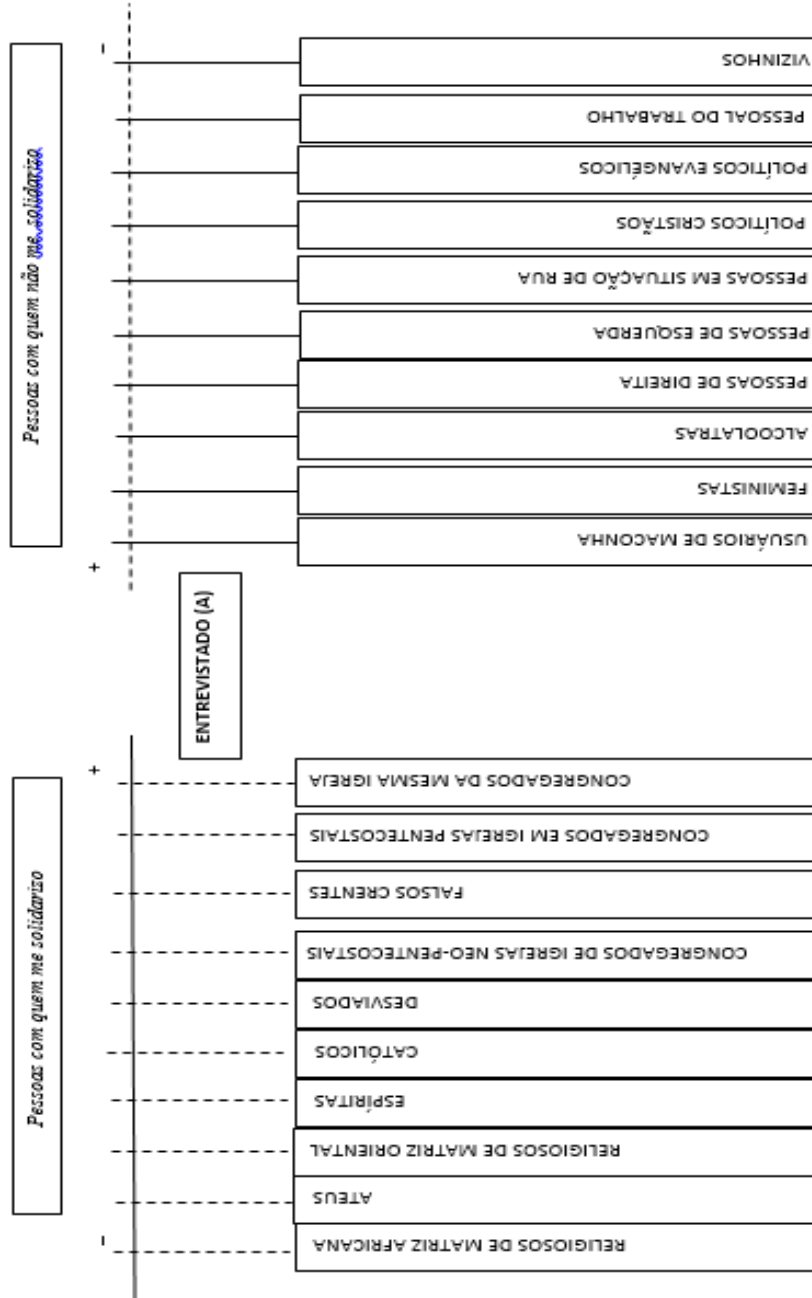 Pessoas com quem não me solidarizo
-
VIZINHOS
PESSOAL DO TRABALHO
POLÍTICOS EVANGÉLICOS
POLÍTICOS CRISTÃOS
PESSOAS EM SITUAÇÃO DE RUA
PESSOAS DE ESQUERDA
PESSOAS DE DIREITA
ALCOOLATRAS
FEMINISTAS
USUÁRIOS DE MACONHA
+
ENTREVISTADO (A)
Pessoas com quem me solidarizo
+
CONGREGADOS DA MESMA IGREJA
CONGREGADOS EM IGREJAS PENTECOSTAIS
FALSOS CRENTES
CONGREGADOS DE IGREJAS NEO-PENTECOSTAIS
DESVIADOS
CATÓLICOS
ESPÍRITAS
RELIGIOSOS DE MATRIZ ORIENTAL
ATEUS
RELIGIOSOS DE MATRIZ AFRICANA
-